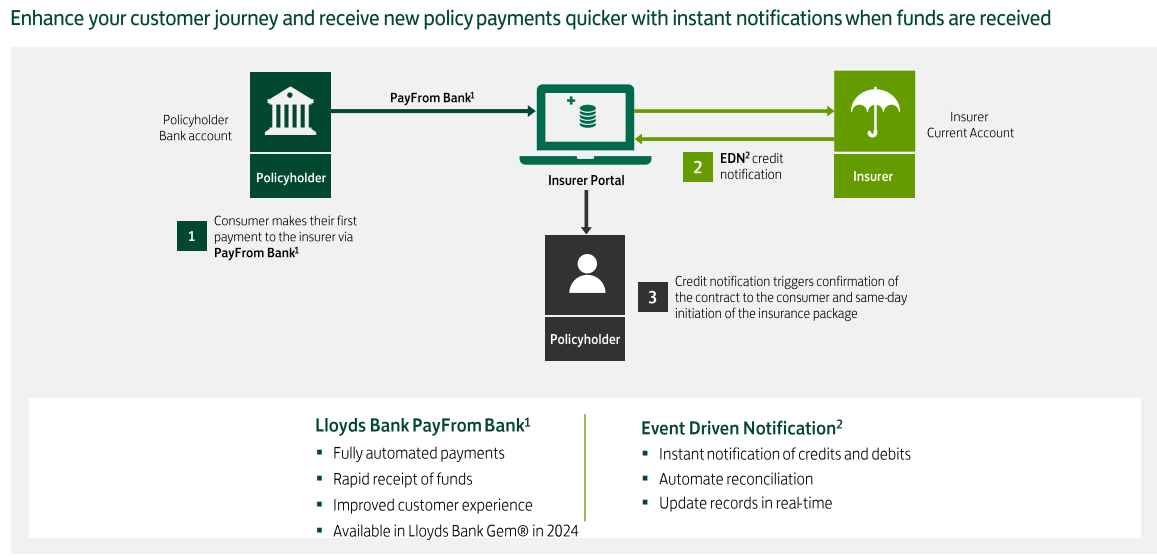 Enhance your customer journey and receive new policy payments quicker with instant notifications when funds are received
PayFrom Bank¹
Policyholder
Bank account
Insurer
Current Account
Policyholder
Insurer Portal
2
EDN² credit
notification
Insurer
1
Consumer makes their first
payment to the insurer via
PayFrom Bank¹
3
Credit notification triggers confirmation of
the contract to the consumer and same-day
initiation of the insurance package
Policyholder
Lloyds Bank PayFrom Bank¹
Fully automated payments
Rapid receipt of funds
Improved customer experience
Available in Lloyds Bank Gem® in 2024
Event Driven Notification²
Instant notification of credits and debits
Automate reconciliation
Update records in real-time